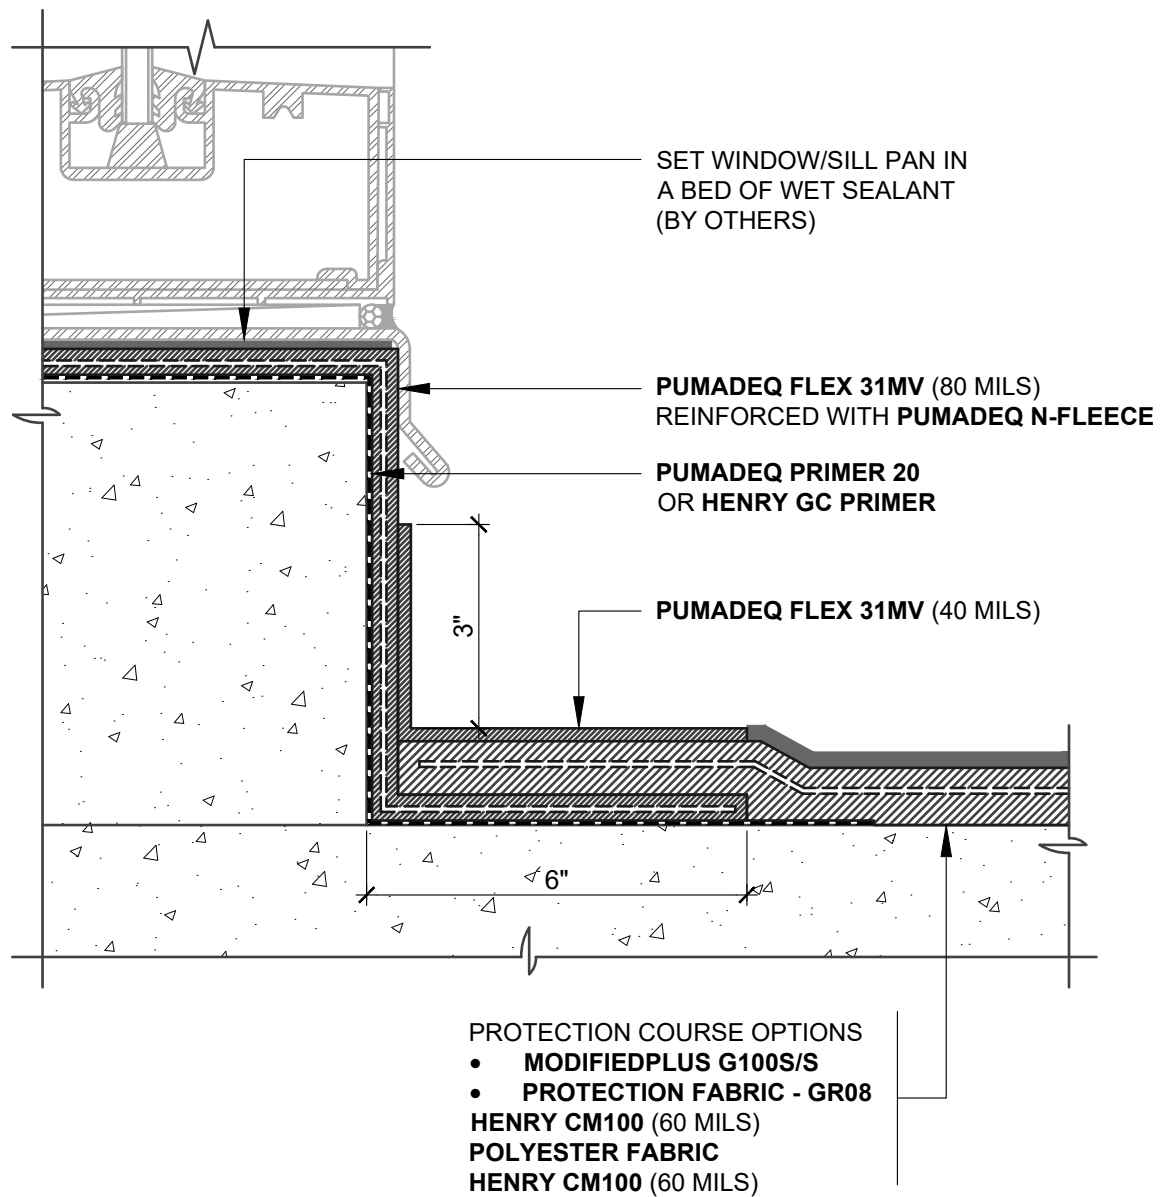 SET WINDOW/SILL PAN IN
A BED OF WET SEALANT
(BY OTHERS)
PUMADEQ FLEX 31MV (80 MILS)
REINFORCED WITH PUMADEQ N-FLEECE
PUMADEQ PRIMER 20
OR HENRY GC PRIMER
3"
PUMADEQ FLEX 31MV (40 MILS)
6"
PROTECTION COURSE OPTIONS
• MODIFIEDPLUS G100S/S
• PROTECTION FABRIC - GR08
HENRY CM100 (60 MILS)
POLYESTER FABRIC
HENRY CM100 (60 MILS)